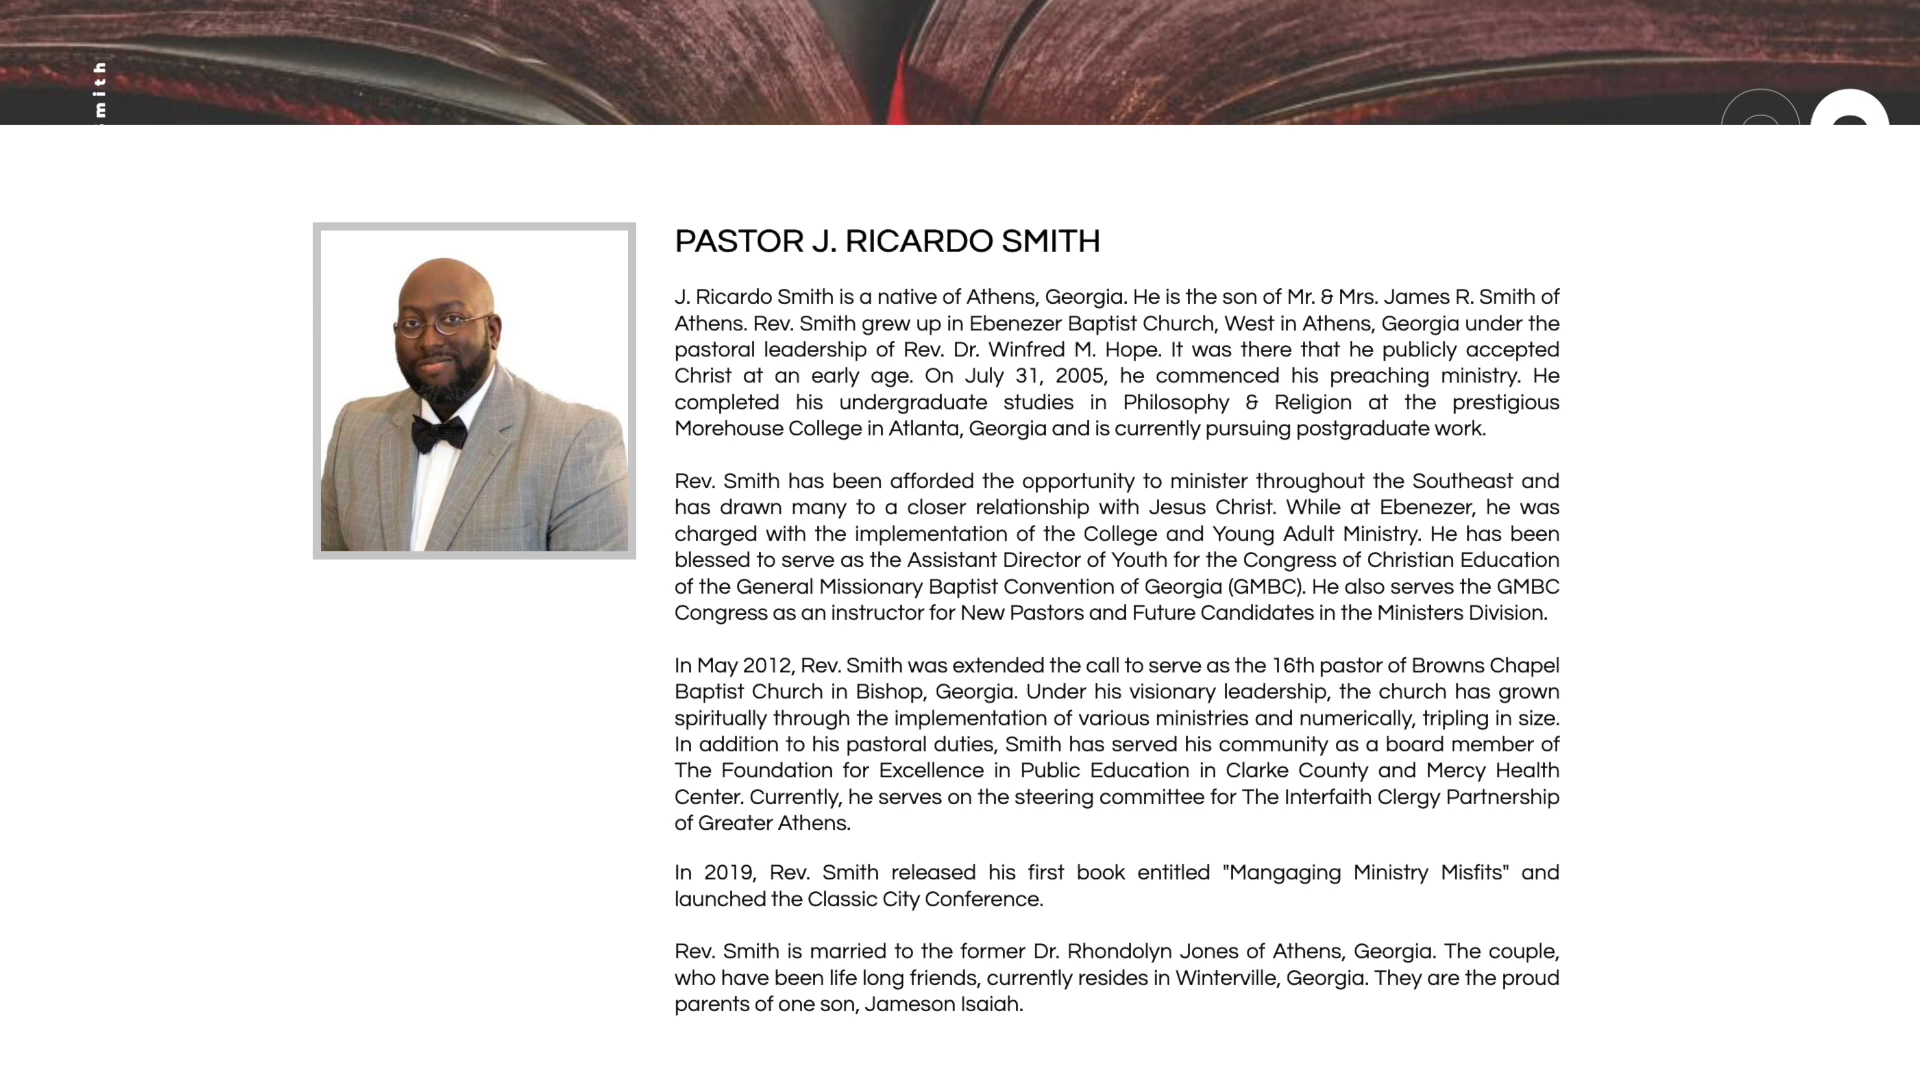 mith
PASTOR J. RICARDO SMITH
J. Ricardo Smith is a native of Athens, Georgia. He is the son of Mr. & Mrs. James R. Smith of
Athens. Rev. Smith grew up in Ebenezer Baptist Church, West in Athens, Georgia under the
pastoral leadership of Rev. Dr. Winfred M. Hope. It was there that he publicly accepted
Christ at an early age. On July 31, 2005, he commenced his preaching ministry. He
completed his undergraduate studies in Philosophy & Religion at the prestigious
Morehouse College in Atlanta, Georgia and is currently pursuing postgraduate work.
Rev. Smith has been afforded the opportunity to minister throughout the Southeast and
has drawn many to a closer relationship with Jesus Christ. While at Ebenezer, he was
charged with the implementation of the College and Young Adult Ministry. He has been
blessed to serve as the Assistant Director of Youth for the Congress of Christian Education
of the General Missionary Baptist Convention of Georgia (GMBC). He also serves the GMBC
Congress as an instructor for New Pastors and Future Candidates in the Ministers Division.
In May 2012, Rev. Smith was extended the call to serve as the 16th pastor of Browns Chapel
Baptist Church in Bishop, Georgia. Under his visionary leadership, the church has grown
spiritually through the implementation of various ministries and numerically, tripling in size.
In addition to his pastoral duties, Smith has served his community as a board member of
The Foundation for Excellence in Public Education in Clarke County and Mercy Health
Center. Currently, he serves on the steering committee for The Interfaith Clergy Partnership
of Greater Athens.
In 2019, Rev. Smith released his first book entitled "Mangaging Ministry Misfits" and
launched the Classic City Conference.
Rev. Smith is married to the former Dr. Rhondolyn Jones of Athens, Georgia. The couple,
who have been life long friends, currently resides in Winterville, Georgia. They are the proud
parents of one son, Jameson Isaiah.